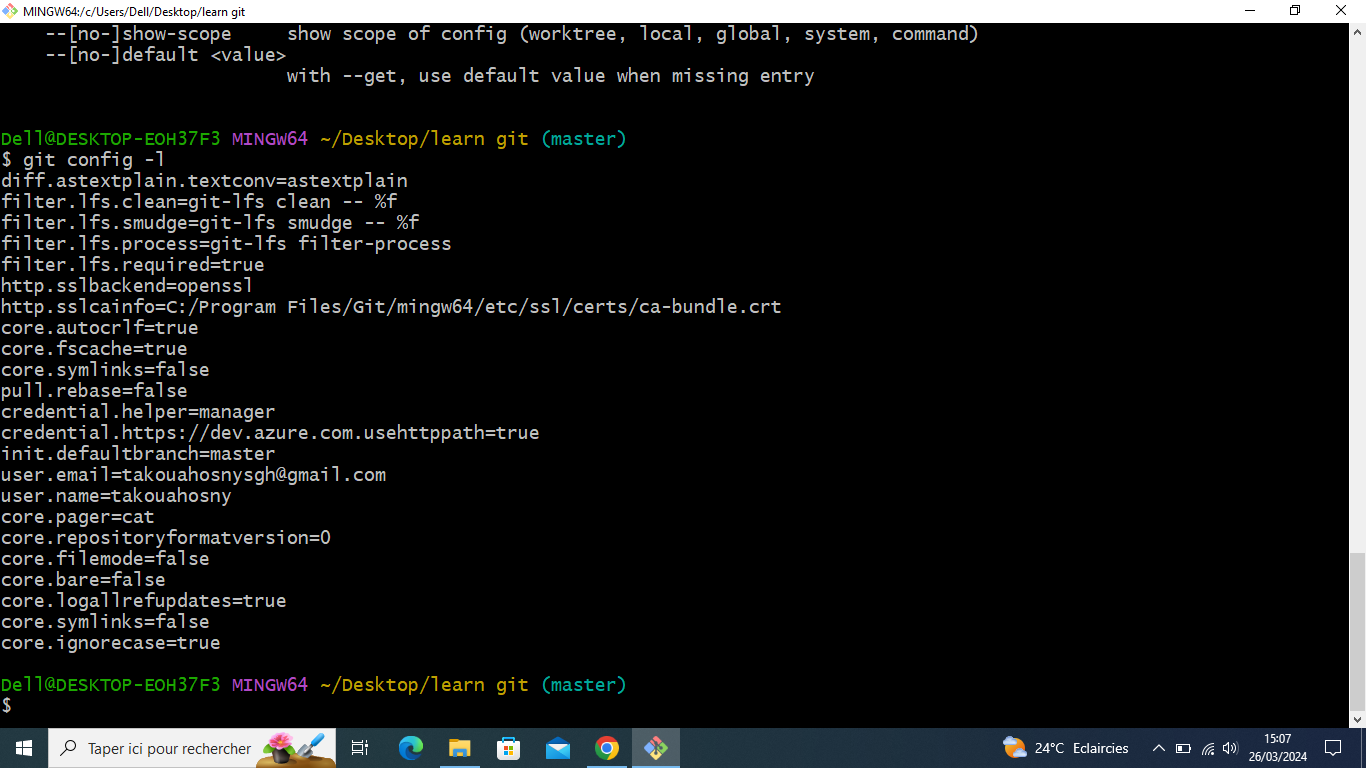 MINGW64:/c/Users/Dell/Desktop/learn git
--[no-]show-scope     show scope of config (worktree, local, global, system, command)
--[no-]default <value>
with --get, use default value when missing entry
Dell@DESKTOP-EOH37F3 MINGW64 ~/Desktop/learn git (master)
$ git config -l
diff.astextplain.textconv=astextplain
filter.lfs.clean=git-lfs clean -- %f
filter.lfs.smudge=git-lfs smudge -- %f
filter.lfs.process=git-lfs filter-process
filter.lfs.required=true
http.sslbackend=openssl
http.sslcainfo=C:/Program Files/Git/mingw64/etc/ssl/certs/ca-bundle.crt
core.autocrlf=true
core.fscache=true
core.symlinks=false
pull.rebase=false
credential.helper=manager
credential.https://dev.azure.com.usehttppath=true
init.defaultbranch=master
user.email=takouahosnysgh@gmail.com
user.name=takouahosny
core.pager=cat
core.repositoryformatversion=0
core.filemode=false
core.bare=false
core.logallrefupdates=true
core.symlinks=false
core.ignorecase=true
Dell@DESKTOP-EOH37F3 MINGW64 ~/Desktop/learn git (master)
$
Taper ici pour rechercher
24°C Eclaircies
15:07
26/03/2024